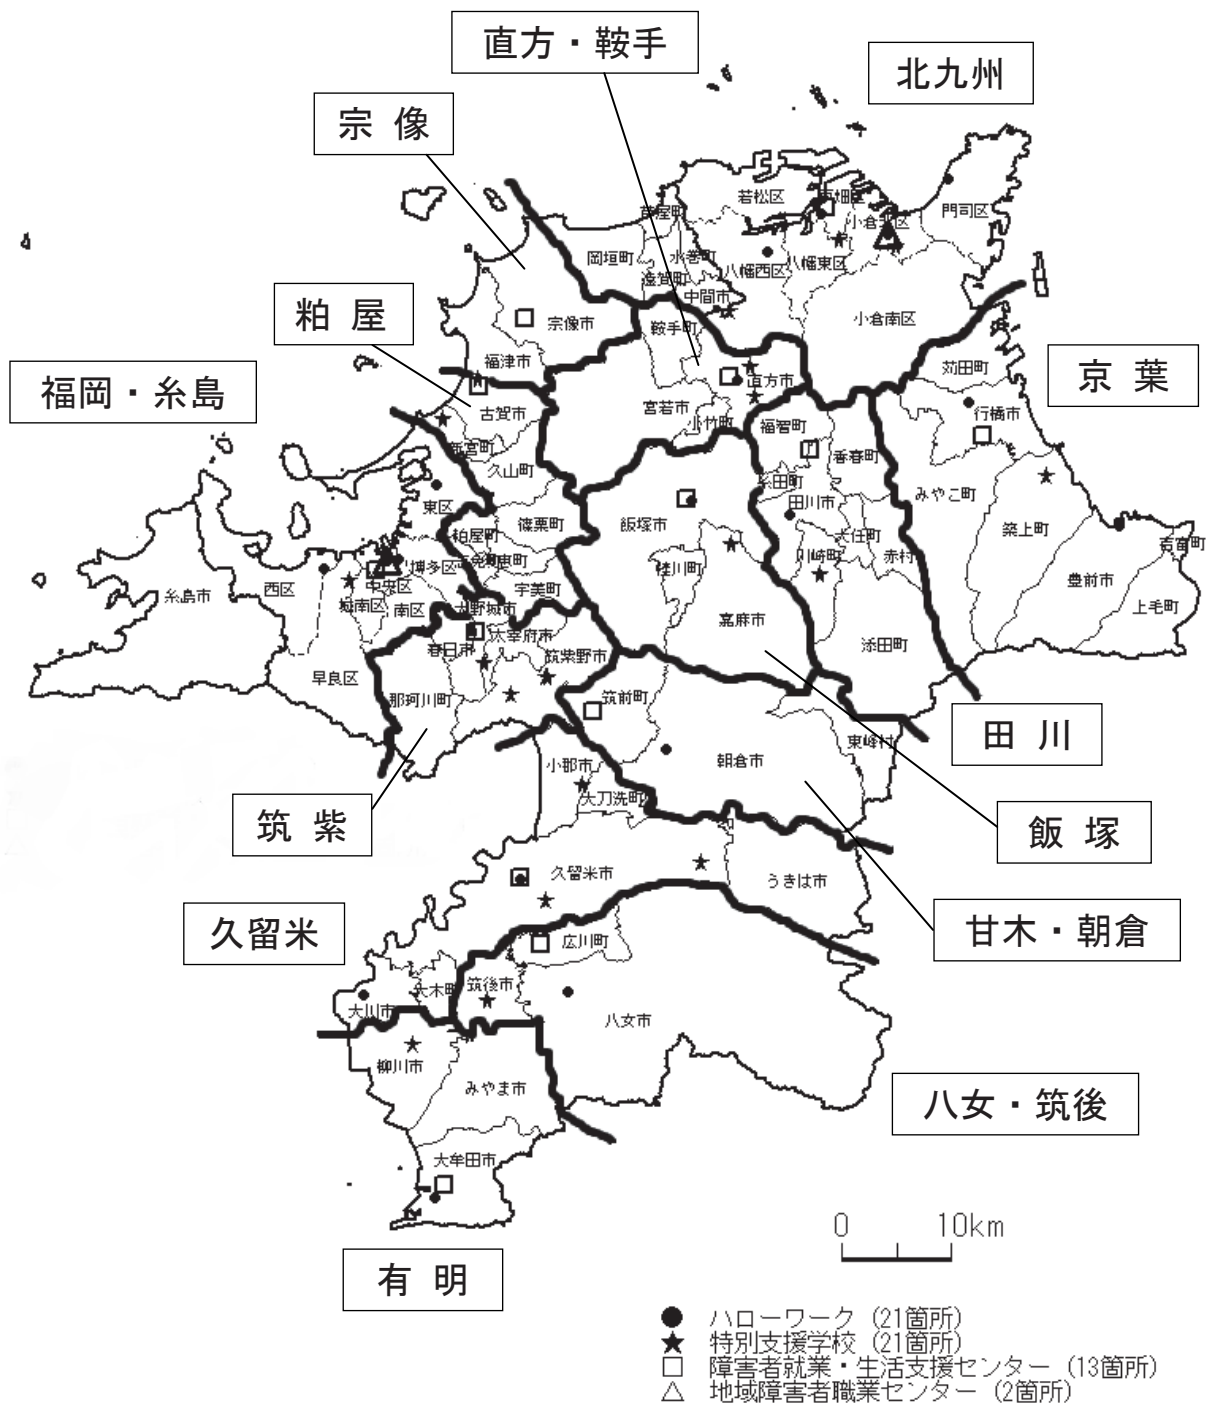 直方・鞍手
北九州
宗 像
若松区
戸畑区
小倉北区
門司区
芦屋町
岡垣町
水巻町
遠賀町
八幡西区
八幡東区
中間市
粕 屋
宗像市
鞍手町
小倉南区
福津市
福岡・糸島
京 葉
苅田町
直方市
宮若市
小竹町
古賀市
行橋市
福智町
新宮町
久山町
香春町
糸田町
みやこ町
東区
田川市
飯塚市
篠栗町
粕屋町
築上町
大任町
川崎町
赤村
吉富町
志免町
須恵町
博多区
桂川町
宇美町
豊前市
上毛町
糸島市
西区
中央区
城南区
南区
大野城市
太宰府市
嘉麻市
添田町
春日市
筑紫野市
早良区
那珂川町
筑前町
田 川
東峰村
朝倉市
小郡市
大刀洗町
筑 紫
飯 塚
久留米市
うきは市
久留米
甘木・朝倉
広川町
大木町
筑後市
大川市
八女市
柳川市
みやま市
八女・筑後
大牟田市
有 明
0 10km
● ハローワーク (21箇所)
★ 特別支援学校 (21箇所)
□ 障害者就業・生活支援センター (13箇所)
△ 地域障害者職業センター (2箇所)